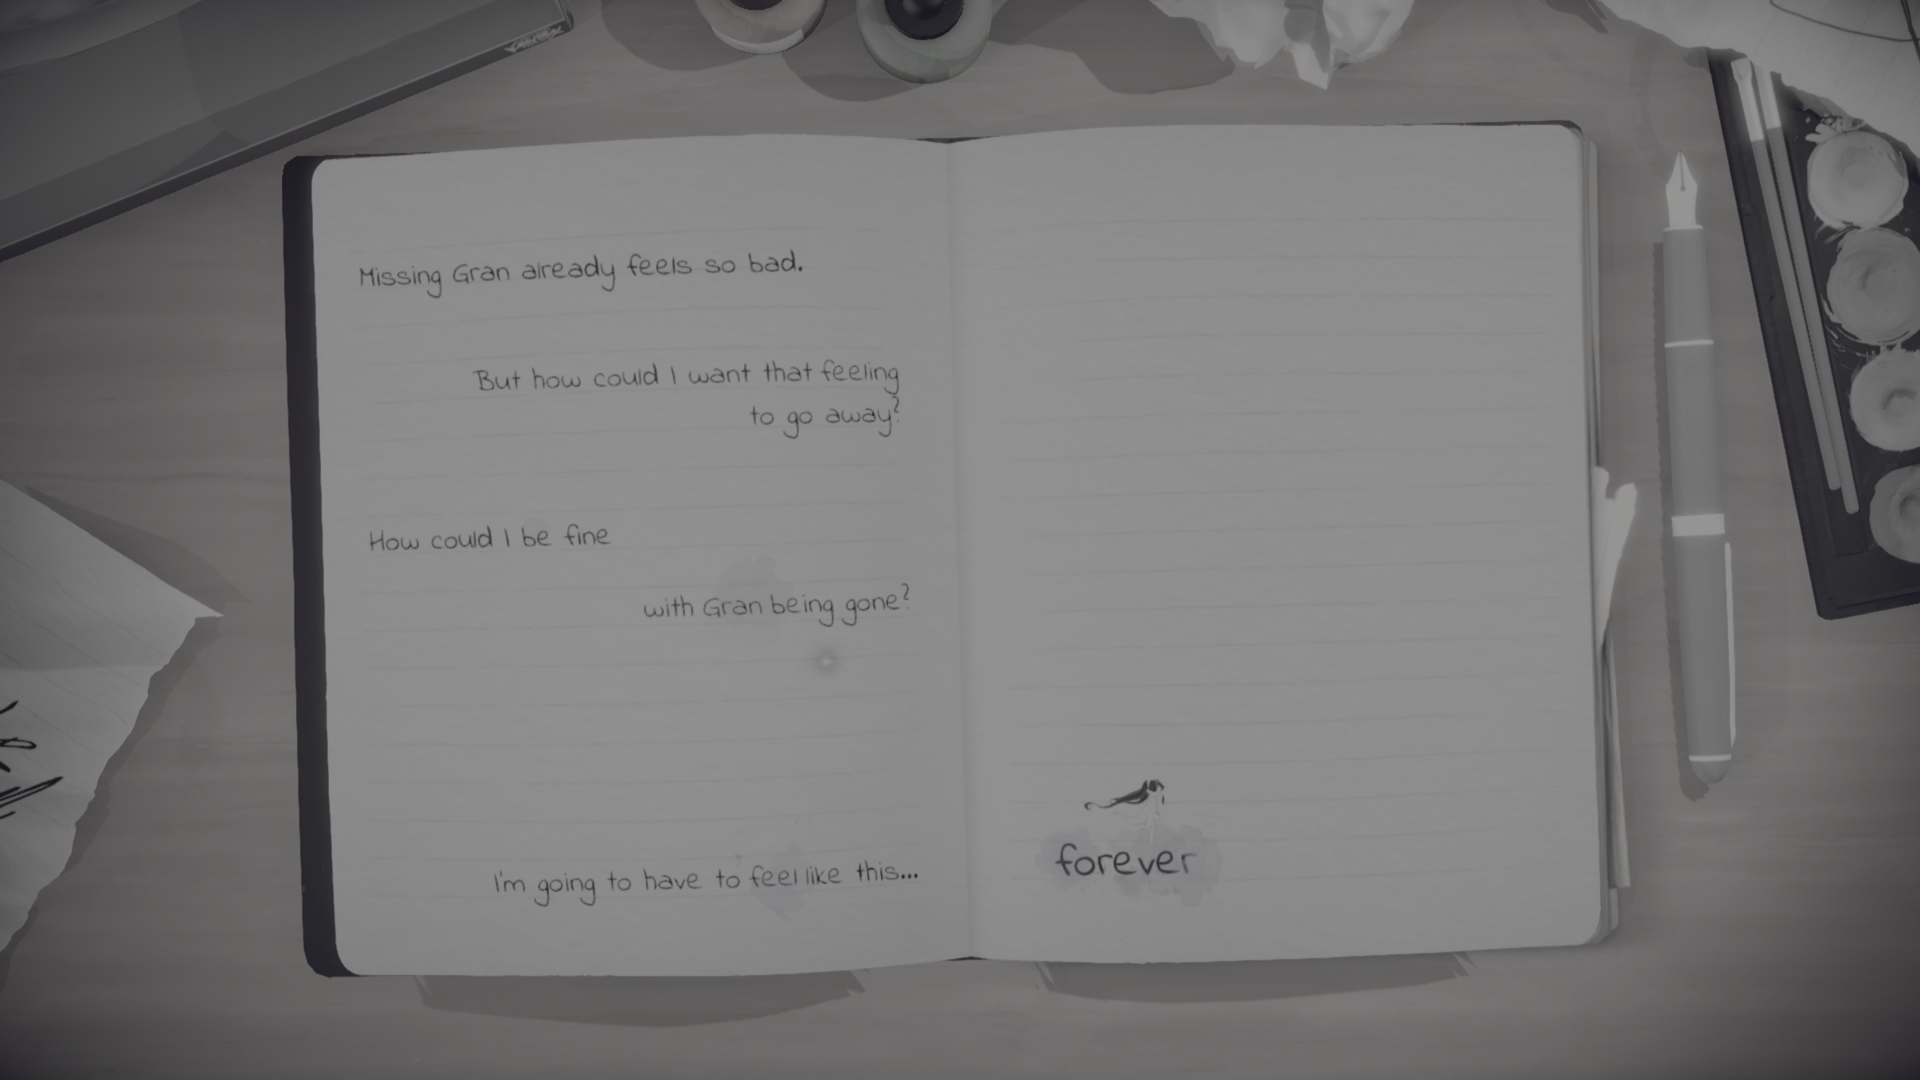 Missing Gran already feels so bad.
But how could I want that feeling
to go away?
How could I be fine
with Gran being gone?
I'm going to have to feel like this...
forever